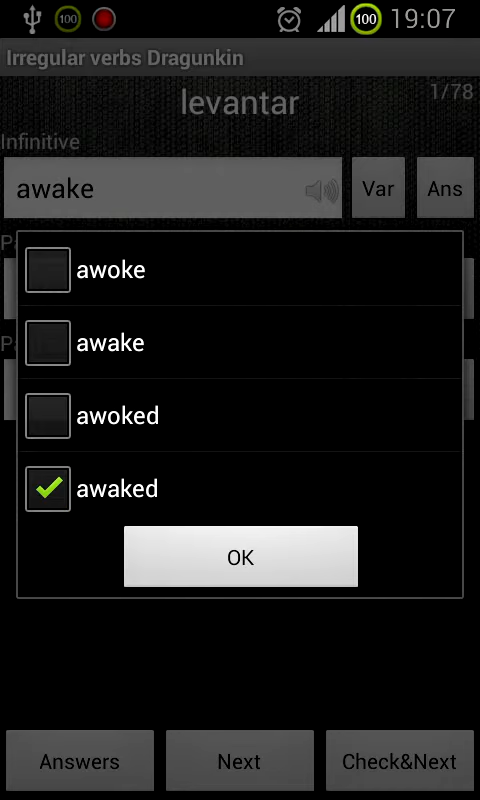 100 100 19:07
Irregular verbs Dragunkin
levantar 1/78
Infinitive
awake Var Ans
awoke
awake
awoked
awaked
OK
Answers Next Check&Next